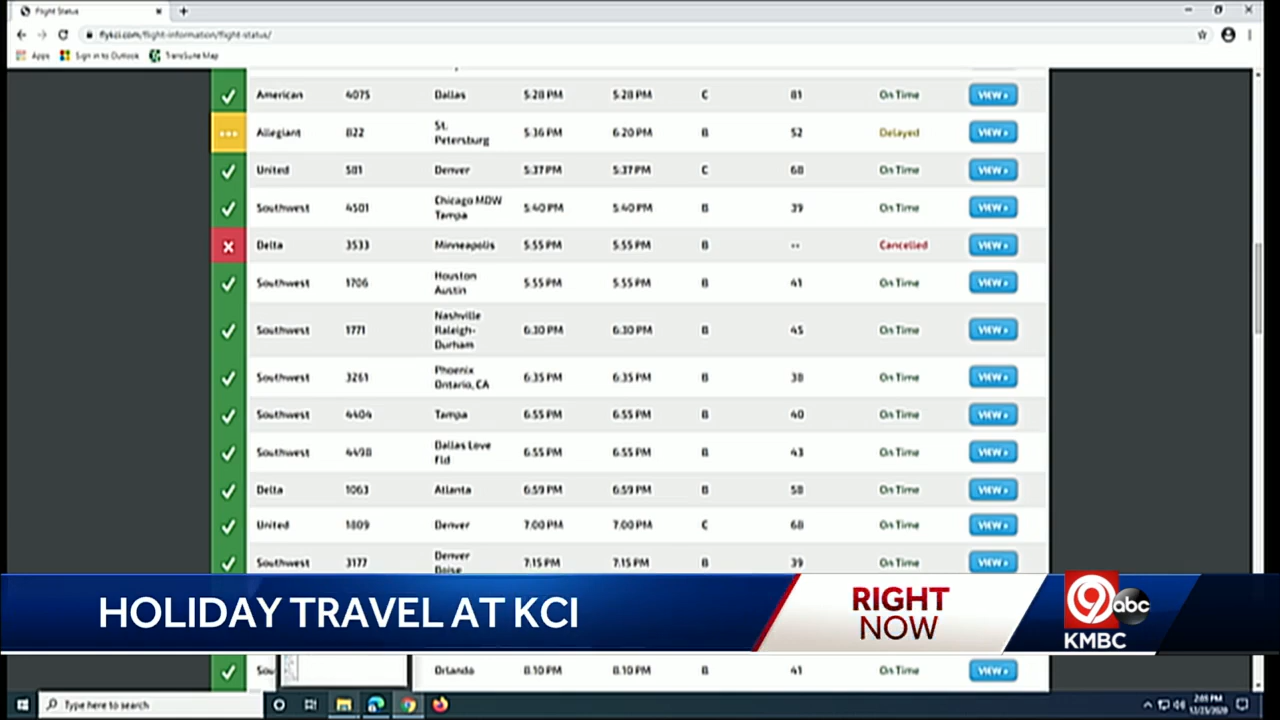 Flight Status
flykci.com/flight-information/flight-status/
Apps Sign in to Outlook TransSuite Map
American 4075 Dallas 5:28 PM 5:28 PM C 81 On Time VIEW »
Allegiant 822 St. Petersburg 5:36 PM 6:20 PM B 52 Delayed VIEW »
United 581 Denver 5:37 PM 5:37 PM C 68 On Time VIEW »
Southwest 4501 Chicago MDW Tampa 5:40 PM 5:40 PM B 39 On Time VIEW »
Delta 3533 Minneapolis 5:55 PM 5:55 PM B -- Cancelled VIEW »
Southwest 1706 Houston Austin 5:55 PM 5:55 PM B 41 On Time VIEW »
Southwest 1771 Nashville Raleigh-Durham 6:30 PM 6:30 PM B 45 On Time VIEW »
Southwest 3261 Phoenix Ontario, CA 6:35 PM 6:35 PM B 38 On Time VIEW »
Southwest 4404 Tampa 6:55 PM 6:55 PM B 40 On Time VIEW »
Southwest 4498 Dallas Love Fld 6:55 PM 6:55 PM B 43 On Time VIEW »
Delta 1063 Atlanta 6:59 PM 6:59 PM B 58 On Time VIEW »
United 1809 Denver 7:00 PM 7:00 PM C 68 On Time VIEW »
Southwest 3177 Denver Boise 7:15 PM 7:15 PM B 39 On Time VIEW »
HOLIDAY TRAVEL AT KCI
RIGHT NOW
9 abc
KMBC
Sou Orlando 8:10 PM 8:10 PM B 41 On Time VIEW »
Type here to search
2:05 PM
12/23/2020